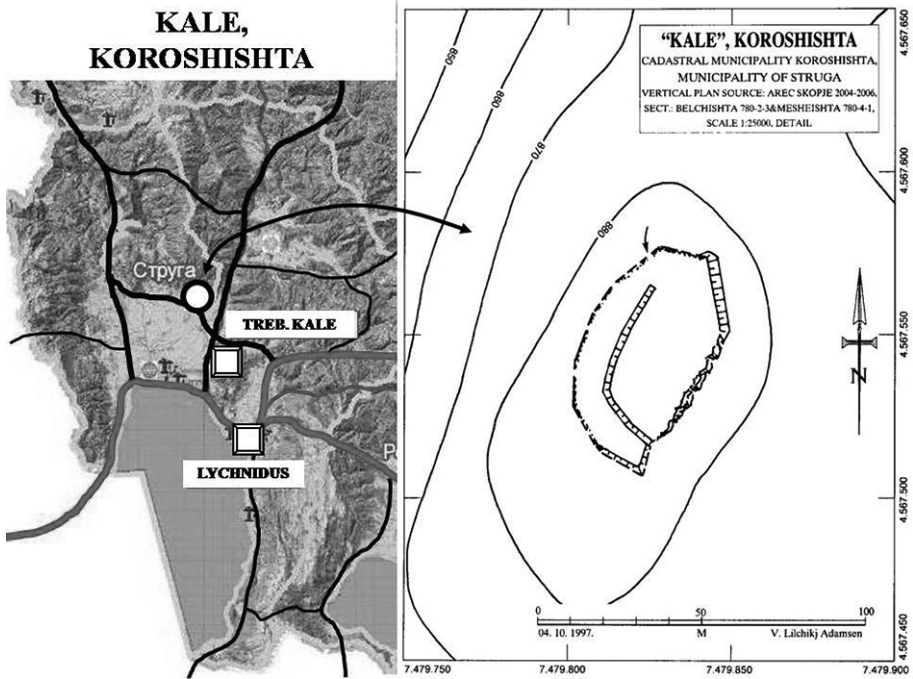 KALE,
KOROSHISHTA
Струга
TREB. KALE
LYCHNIDUS
"KALE", KOROSHISHTA
CADASTRAL MUNICIPALITY KOROSHISHTA,
MUNICIPALITY OF STRUGA
VERTICAL PLAN SOURCE: AREC SKOPJE 2004-2006,
SECT.: BELCHISHTA 780-2-3&MESHEISHTA 780-4-1,
SCALE 1:25000, DETAIL
850
860
870
880
N
4.567.650
4.567.600
4.567.550
4.567.500
4.567.450
0 50 100
04. 10. 1997. M V. Lilchikj Adamsen
7.479.750 7.479.800 7.479.850 7.479.900